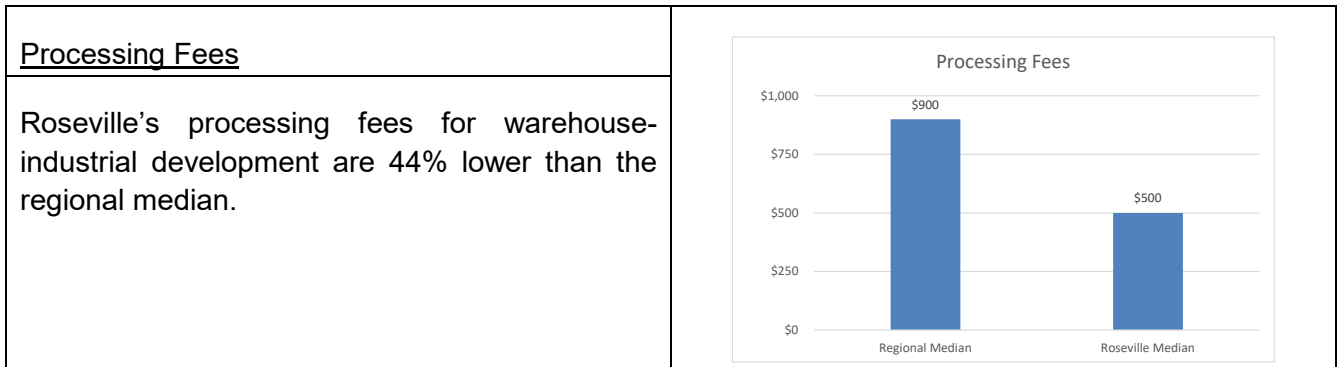 Processing Fees
Roseville’s processing fees for warehouse-
industrial development are 44% lower than the
regional median.
Processing Fees
$1,000
$900
$750
$500
$500
$250
$0
Regional Median
Roseville Median